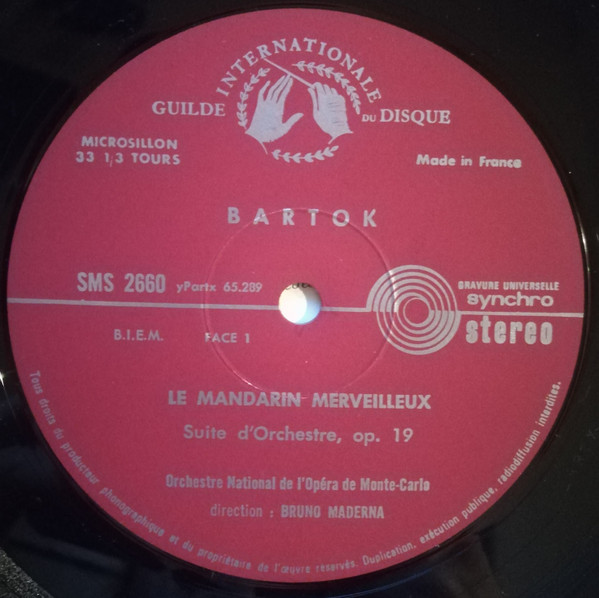 GUILDE INTERNATIONALE DU DISQUE
MICROSILLON
33 1/3 TOURS
Made in France
BARTOK
SMS 2660 yPartx 65.289
GRAVURE UNIVERSELLE
synchro
stereo
B.I.E.M. FACE 1
LE MANDARIN MERVEILLEUX
Suite d'Orchestre, op. 19
Orchestre National de l'Opéra de Monte-Carlo
direction : BRUNO MADERNA
Tous droits du producteur phonographique et du propriétaire de l'œuvre réservés. Duplication, exécution publique, radiodiffusion interdites.